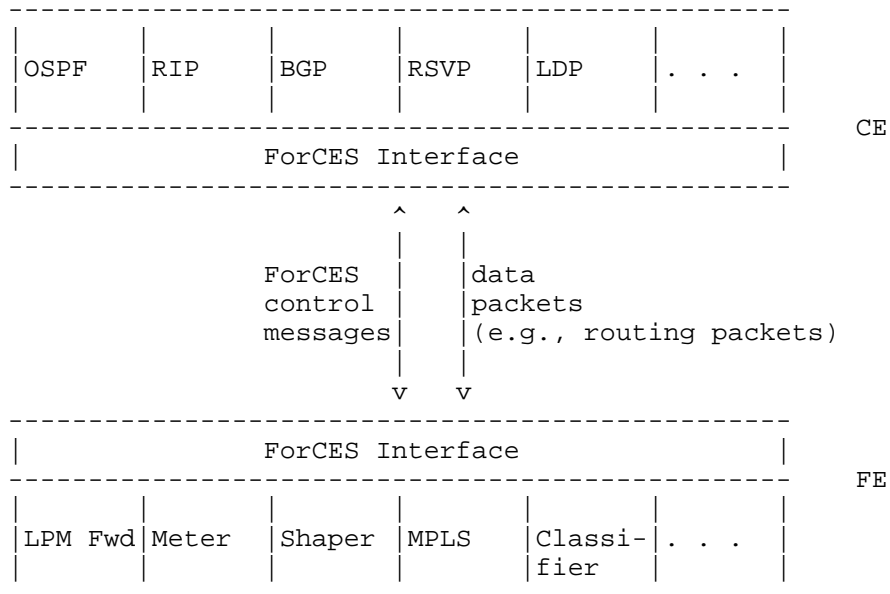 OSPF RIP BGP RSVP LDP . . .
CE
ForCES Interface
ForCES data
control packets
messages (e.g., routing packets)
ForCES Interface
FE
LPM Fwd Meter Shaper MPLS Classi- . . .
fier